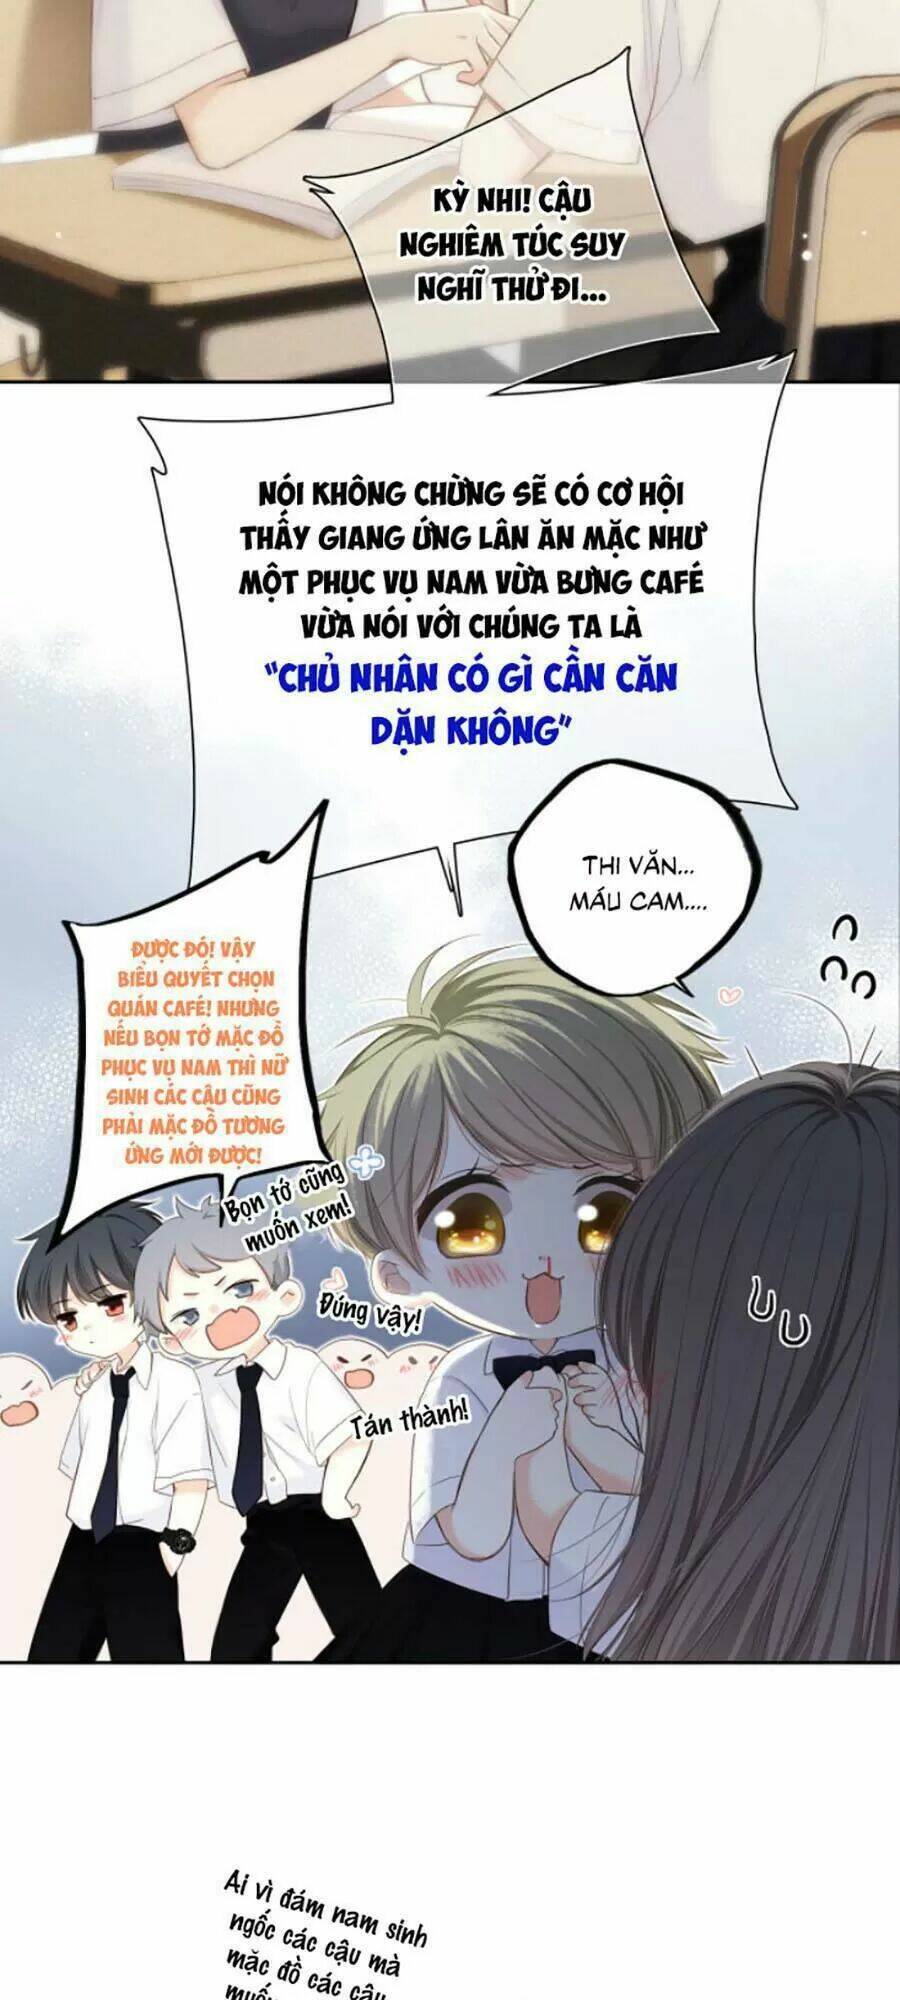 KỲ NHI! CẬU
NGHIÊM TÚC SUY
NGHĨ THỬ ĐI...
NÓI KHÔNG CHỪNG SẼ CÓ CƠ HỘI
THẤY GIANG ỨNG LÂN ĂN MẶC NHƯ
MỘT PHỤC VỤ NAM VỪA BƯNG CAFÉ
VỪA NÓI VỚI CHÚNG TA LÀ
"CHỦ NHÂN CÓ GÌ CẦN CĂN
DẶN KHÔNG"
THI VĂN...
MÁU CAM....
ĐƯỢC ĐÓ! VẬY
BIỂU QUYẾT CHỌN
QUÁN CAFÉ! NHƯNG
NẾU BỌN TỚ MẶC ĐỒ
PHỤC VỤ NAM THÌ NỮ
SINH CÁC CẬU CŨNG
PHẢI MẶC ĐỒ TƯƠNG
ỨNG MỚI ĐƯỢC!
Bọn tớ cũng
muốn xem!
Đúng vậy!
Tán thành!
Ai vì đám nam sinh
ngốc các cậu mà
mặc đồ các cậu